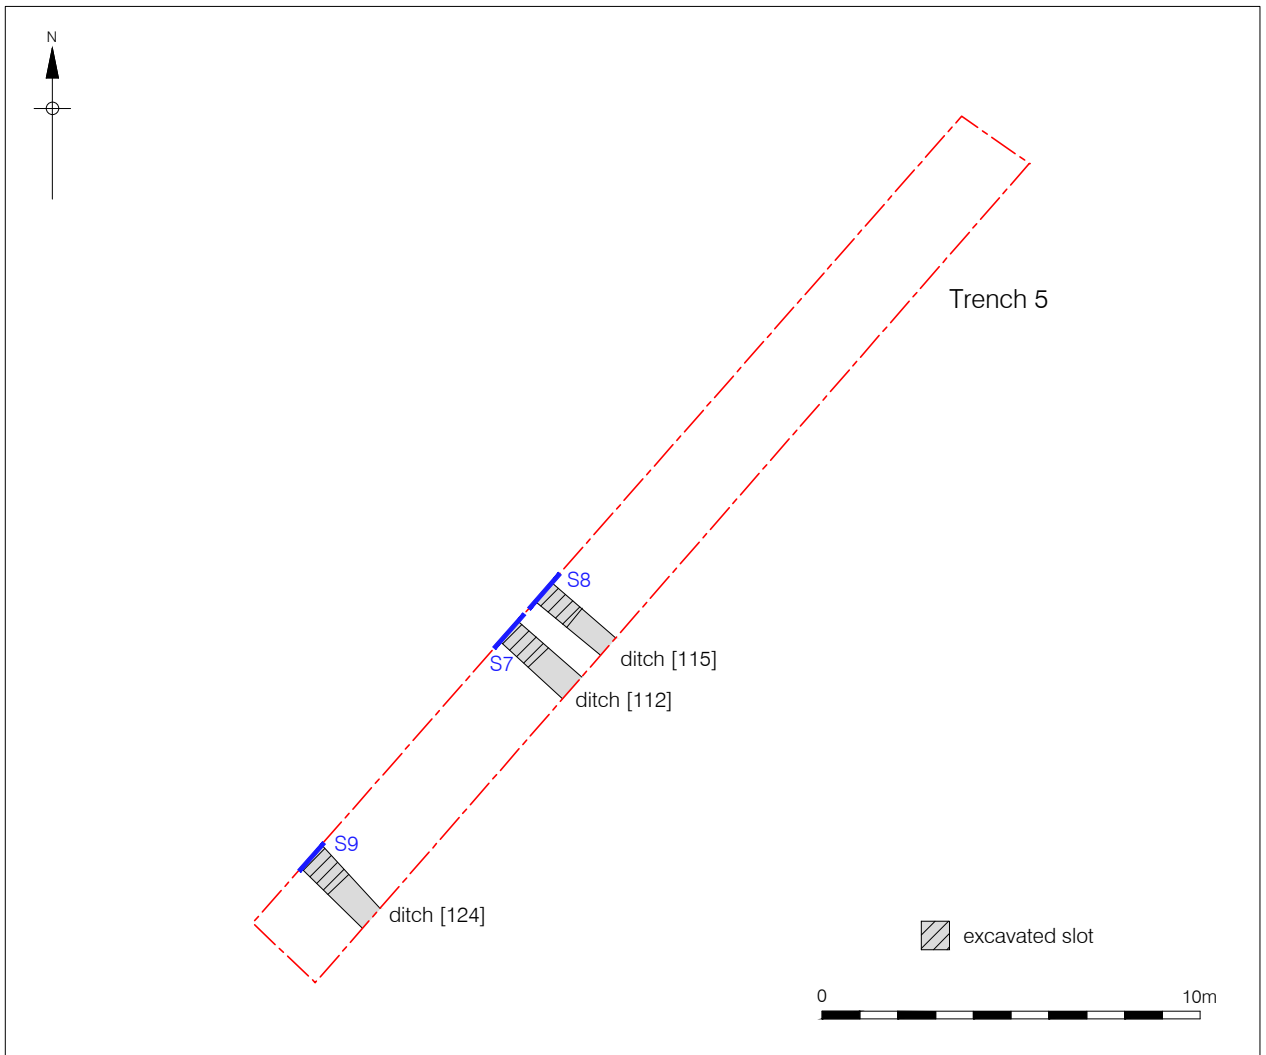 N
Trench 5
S8
S7
ditch [115]
ditch [112]
S9
ditch [124]
excavated slot
0 10m